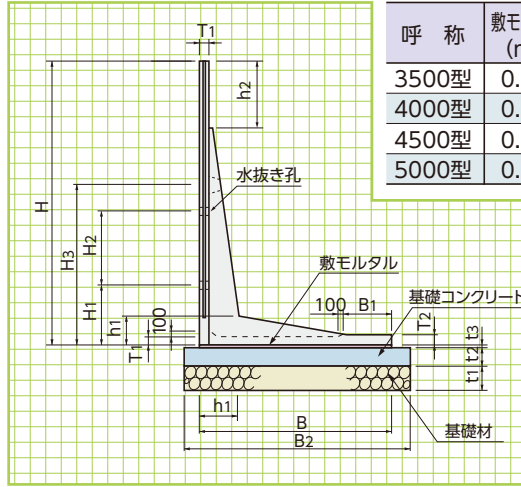 呼 称
敷モ
(
3500型 0.
4000型 0.
4500型 0.
5000型 0.
T1
h2
水抜き孔
H
H3
H2
H1
h1
100
T1
敷モルタル
100
B1
基礎コンクリート
T2
t3
t2
t1
h1
B
B2
基礎材